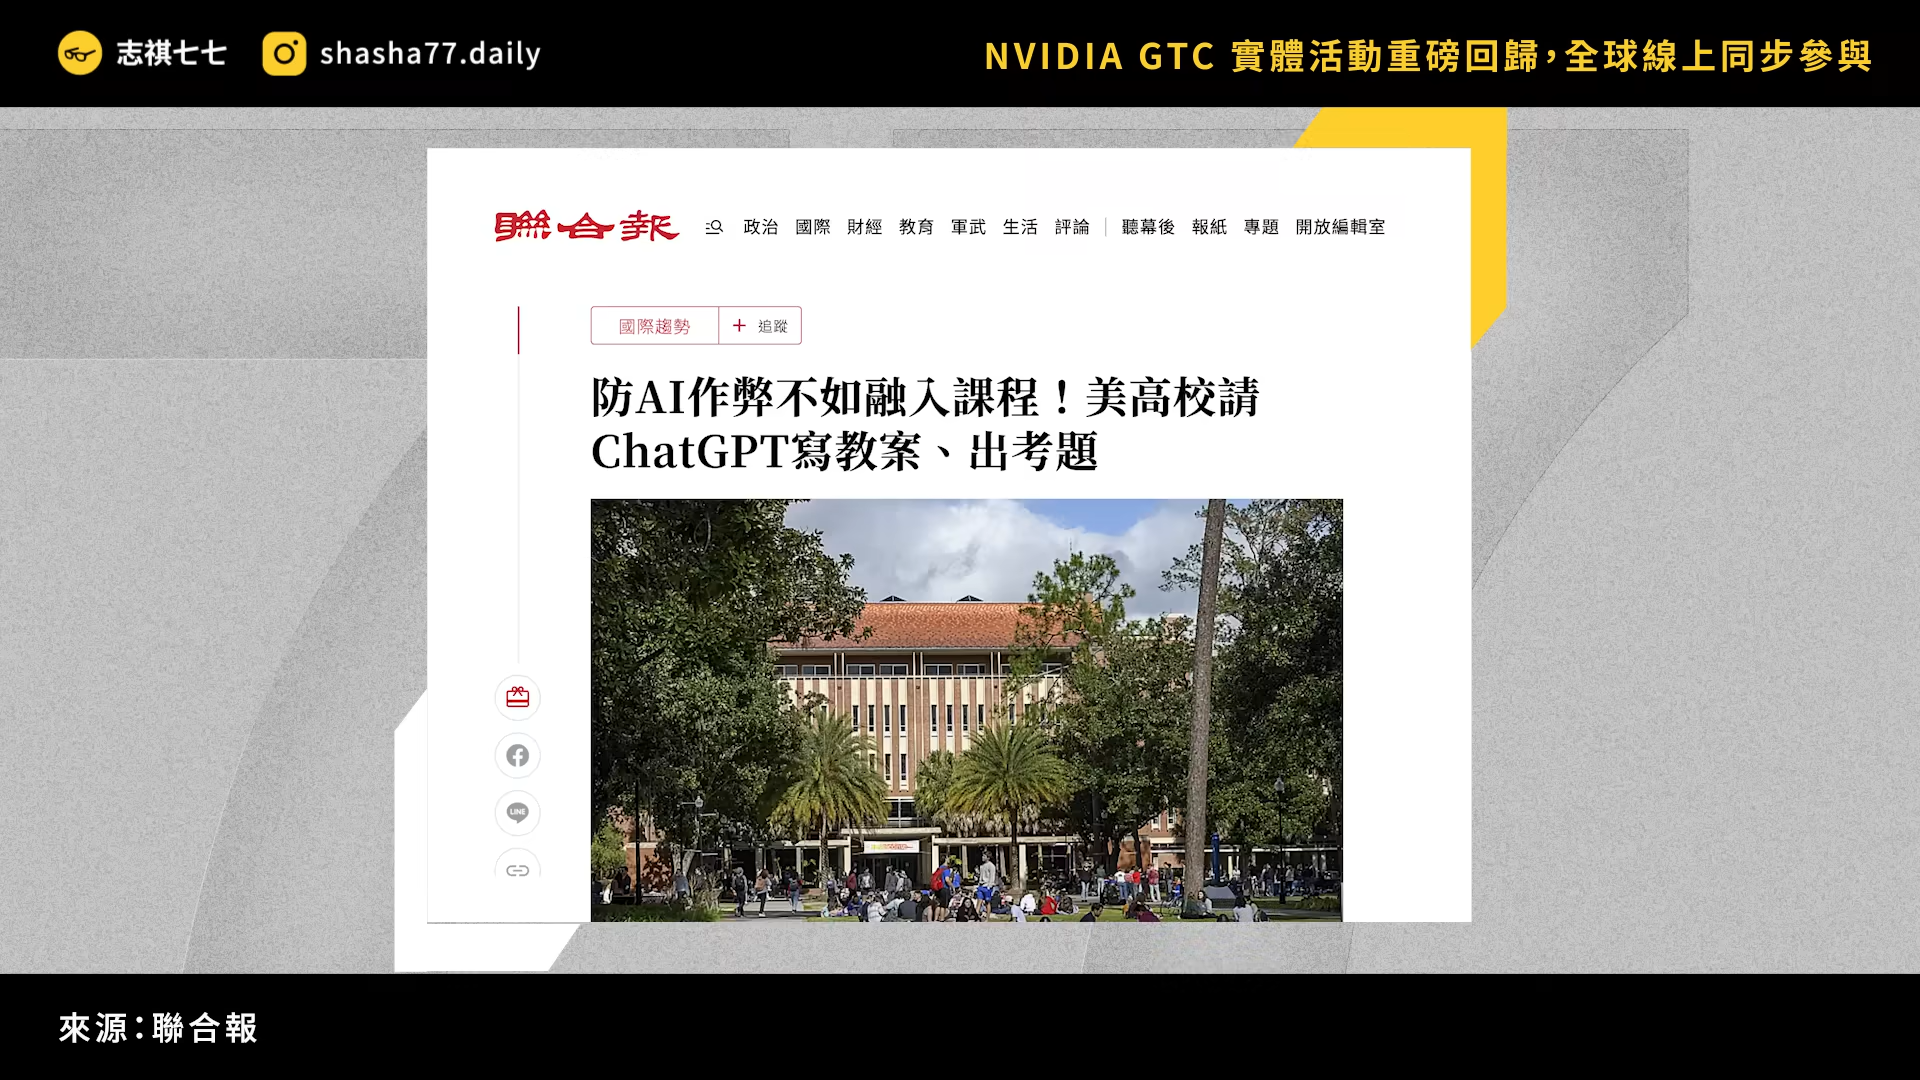 志祺七七
shasha77.daily
NVIDIA GTC 實體活動重磅回歸，全球線上同步參與
聯合報
政治 國際 財經 教育 軍武 生活 評論 | 聽幕後 報紙 專題 開放編輯室
國際趨勢
+ 追蹤
防AI作弊不如融入課程！美高校請
ChatGPT寫教案、出考題
LINE
來源：聯合報